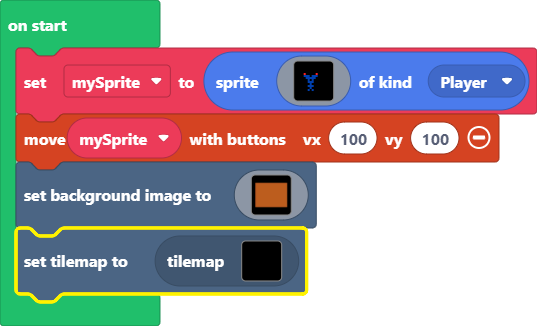 on start
set mySprite to sprite of kind Player
move mySprite with buttons vx 100 vy 100
set background image to
set tilemap to tilemap